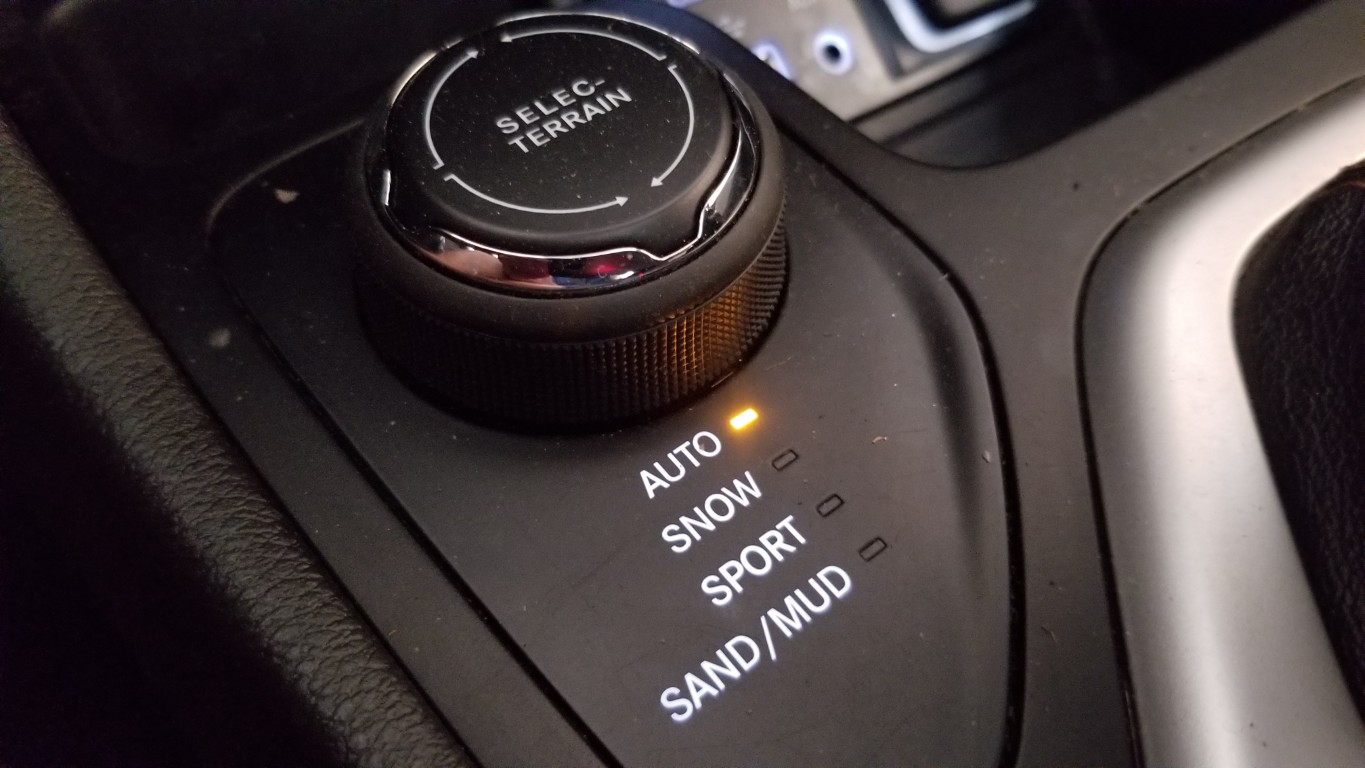 SELEC-
TERRAIN
AUTO
SNOW
SPORT
SAND/MUD